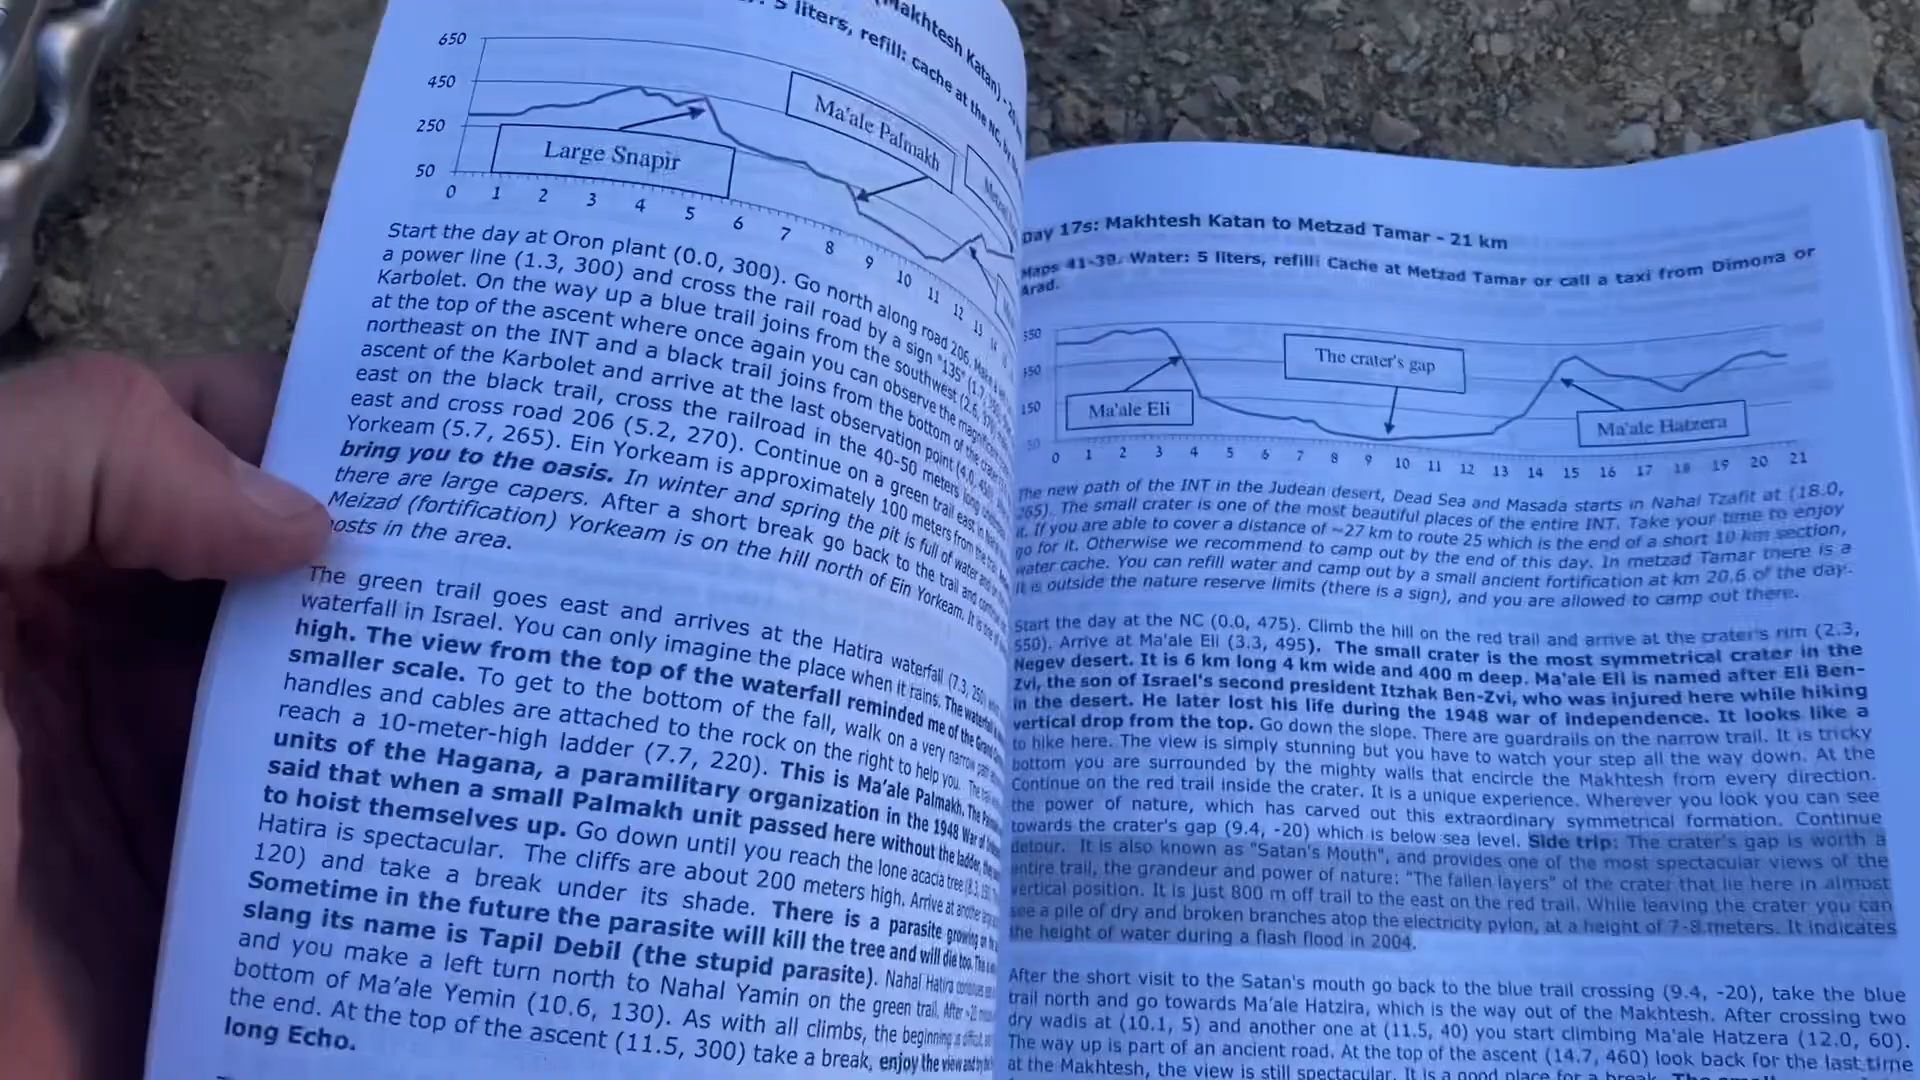 (Makhtesh Katan) -
5 liters, refill: cache at the NC, by
650
450
250
50
Large Snapir
Ma'ale Palmakh
0 1 2 3 4 5 6 7 8 9 10 11 12 13 14
Start the day at Oron plant (0.0, 300). Go north along road 206. Make a
a power line (1.3, 300) and cross the rail road by a sign "135"
Karbolet. On the way up a blue trail joins from the southwest (2.6,
at the top of the ascent where once again you can observe the magnificent
northeast on the INT and a black trail joins from the bottom of the crater
ascent of the Karbolet and arrive at the last observation point (4.0,
east on the black trail, cross the railroad in the 40-50 meters long
east and cross road 206 (5.2, 270). Continue on a green trail east in
Yorkeam (5.7, 265). Ein Yorkeam is approximately 100 meters from the
bring you to the oasis. In winter and spring the pit is full of water and
there are large capers. After a short break go back to the trail and
Meizad (fortification) Yorkeam is on the hill north of Ein Yorkeam. It is
in the area.
The green trail goes east and arrives at the Hatira waterfall (7.3,
waterfall in Israel. You can only imagine the place when it rains. The waterfall
high. The view from the top of the waterfall reminded me of the Grand
smaller scale. To get to the bottom of the fall, walk on a very narrow
handles and cables are attached to the rock on the right to help you. The
reach a 10-meter-high ladder (7.7, 220). This is Ma'ale Palmakh. The
units of the Hagana, a paramilitary organization in the 1948 War of
said that when a small Palmakh unit passed here without the ladder,
to hoist themselves up. Go down until you reach the lone acacia tree
Hatira is spectacular. The cliffs are about 200 meters high. Arrive at another
120) and take a break under its shade. There is a parasite growing on
Sometime in the future the parasite will kill the tree and will die too.
slang its name is Tapil Debil (the stupid parasite). Nahal Hatira
and you make a left turn north to Nahal Yamin on the green trail. After
bottom of Ma'ale Yemin (10.6, 130). As with all climbs, the beginning is
the end. At the top of the ascent (11.5, 300) take a break, enjoy the view and
long Echo.
Day 17s: Makhtesh Katan to Metzad Tamar - 21 km
Maps 41-39. Water: 5 liters, refill: Cache at Metzad Tamar or call a taxi from Dimona or
Arad.
550
350
150
Ma'ale Eli
The crater's gap
Ma'ale Hatzera
0 1 2 3 4 5 6 7 8 9 10 11 12 13 14 15 16 17 18 19 20 21
The new path of the INT in the Judean desert, Dead Sea and Masada starts in Nahal Tzafit at (18.0,
265). The small crater is one of the most beautiful places of the entire INT. Take your time to enjoy
it. If you are able to cover a distance of ~27 km to route 25 which is the end of a short 10 km section,
go for it. Otherwise we recommend to camp out by the end of this day. In metzad Tamar there is a
water cache. You can refill water and camp out by a small ancient fortification at km 20.6 of the day.
It is outside the nature reserve limits (there is a sign), and you are allowed to camp out there.
Start the day at the NC (0.0, 475). Climb the hill on the red trail and arrive at the crater's rim (2.3,
550). Arrive at Ma'ale Eli (3.3, 495). The small crater is the most symmetrical crater in the
Negev desert. It is 6 km long 4 km wide and 400 m deep. Ma'ale Eli is named after Eli Ben-
Zvi, the son of Israel's second president Itzhak Ben-Zvi, who was injured here while hiking
in the desert. He later lost his life during the 1948 war of independence. It looks like a
vertical drop from the top. Go down the slope. There are guardrails on the narrow trail. It is tricky
to hike here. The view is simply stunning but you have to watch your step all the way down. At the
bottom you are surrounded by the mighty walls that encircle the Makhtesh from every direction.
Continue on the red trail inside the crater. It is a unique experience. Wherever you look you can see
the power of nature, which has carved out this extraordinary symmetrical formation. Continue
towards the crater's gap (9.4, -20) which is below sea level. Side trip: The crater's gap is worth a
detour. It is also known as "Satan's Mouth", and provides one of the most spectacular views of the
entire trail, the grandeur and power of nature: "The fallen layers" of the crater that lie here in almost
vertical position. It is just 800 m off trail to the east on the red trail. While leaving the crater you can
see a pile of dry and broken branches atop the electricity pylon, at a height of 7-8 meters. It indicates
the height of water during a flash flood in 2004.
After the short visit to the Satan's mouth go back to the blue trail crossing (9.4, -20), take the blue
trail north and go towards Ma'ale Hatzira, which is the way out of the Makhtesh. After crossing two
dry wadis at (10.1, 5) and another one at (11.5, 40) you start climbing Ma'ale Hatzera (12.0, 60).
The way up is part of an ancient road. At the top of the ascent (14.7, 460) look back for the last time
at the Makhtesh, the view is still spectacular. It is a good place for a break.